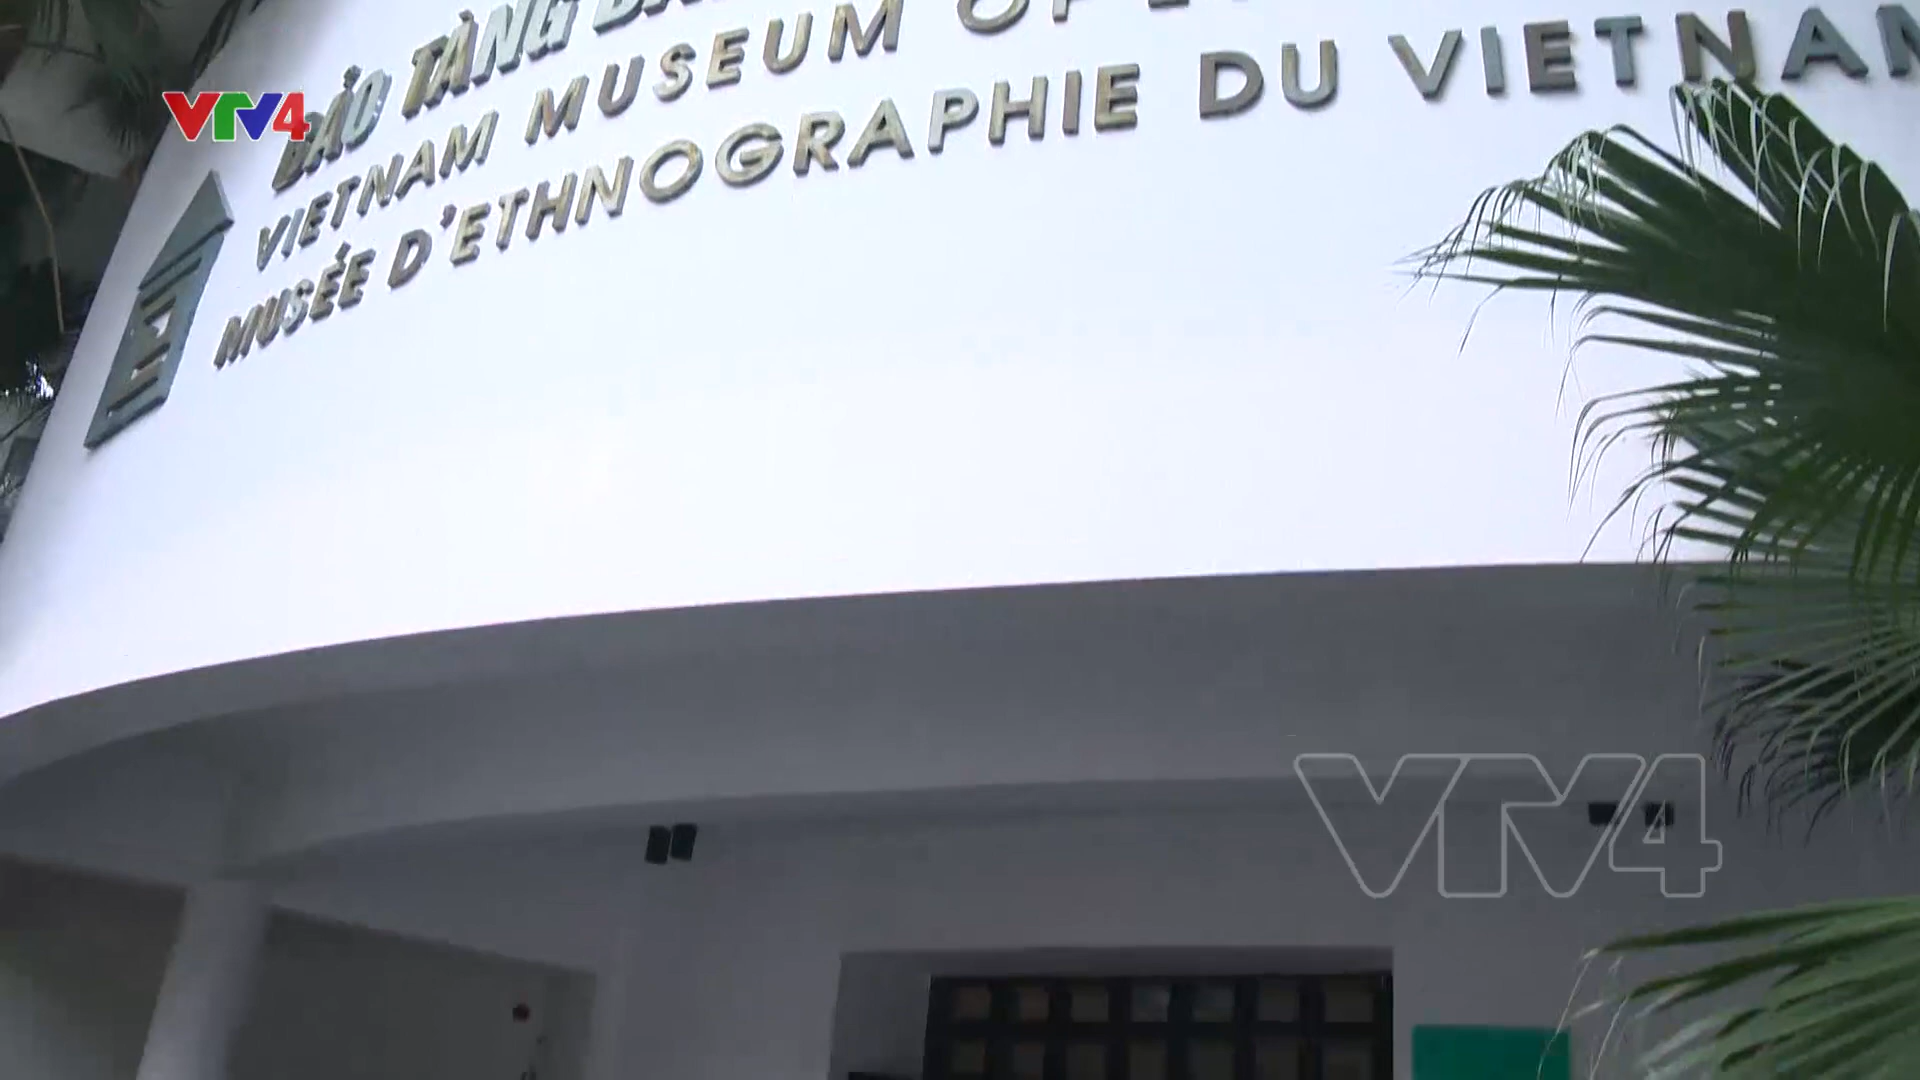 BẢO TÀNG
VIETNAM MUSEUM OF
MUSÉE D'ETHNOGRAPHIE DU VIETNAM
VTV4
VTV4